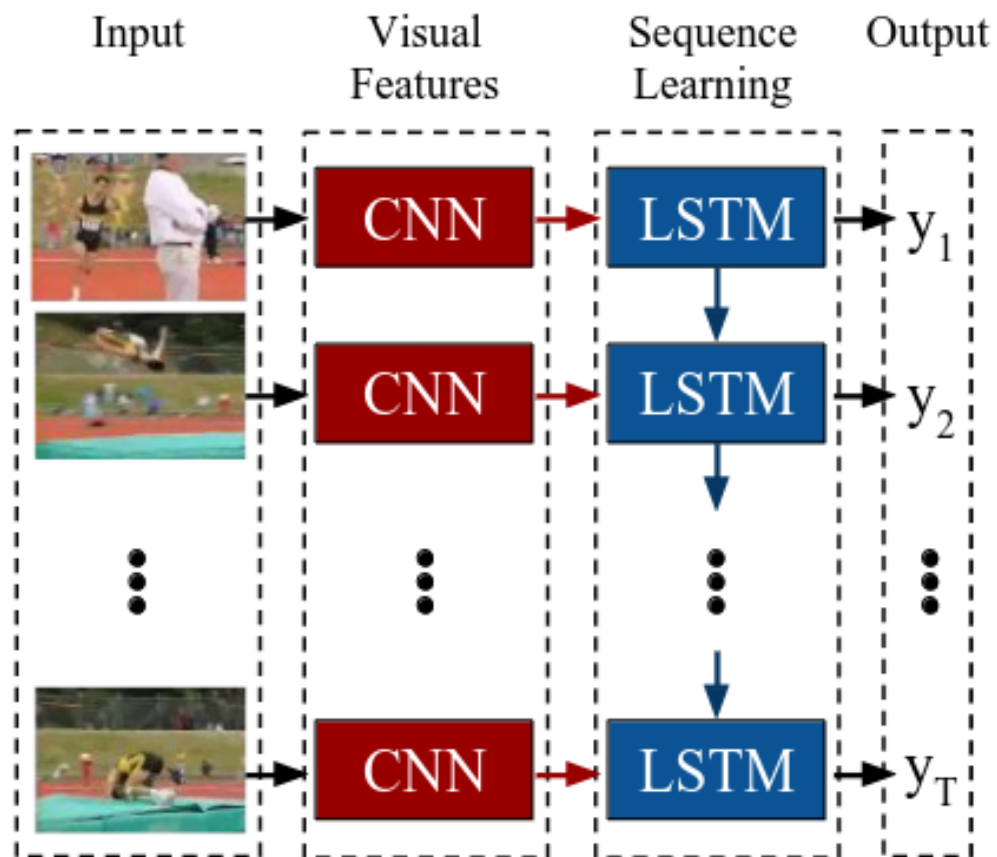 Input
Visual
Features
Sequence
Learning
Output
CNN
LSTM
y1
CNN
LSTM
y2
CNN
LSTM
yT